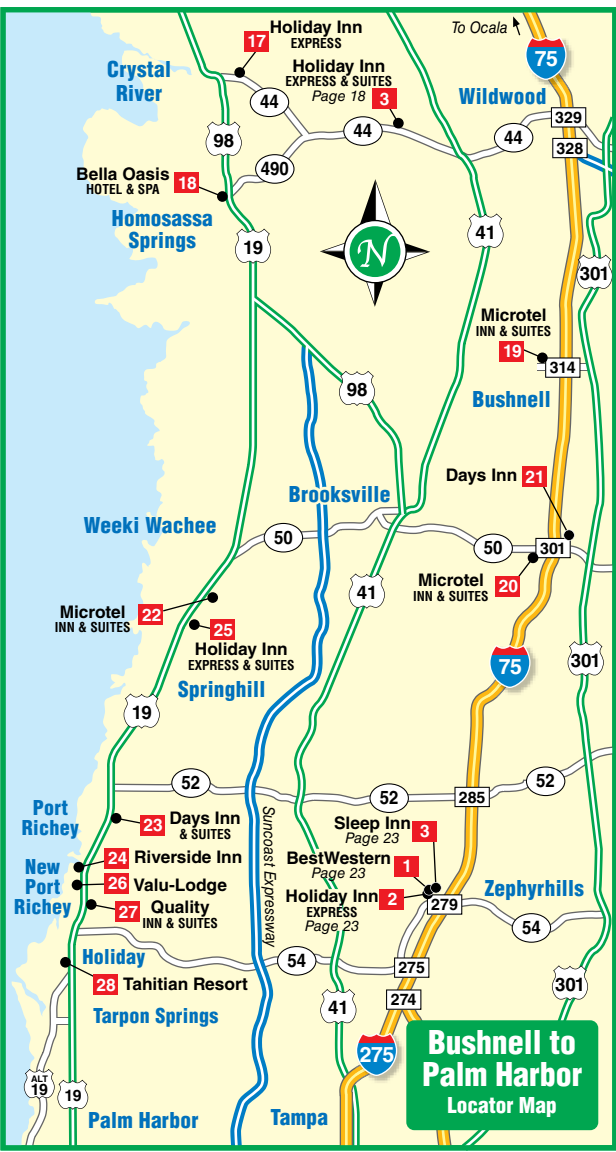 To Ocala
75
17
Holiday Inn
EXPRESS
Crystal
River
Holiday Inn
EXPRESS & SUITES
Page 18
3
Wildwood
44
329
98
44
44
328
490
Bella Oasis
HOTEL & SPA
18
Homosassa
Springs
19
N
41
301
Microtel
INN & SUITES
19
314
98
Bushnell
Days Inn
21
Brooksville
Weeki Wachee
50
50
301
Microtel
INN & SUITES
20
41
Microtel
INN & SUITES
22
25
Holiday Inn
EXPRESS & SUITES
75
301
Springhill
19
52
52
52
285
Port
Richey
23
Days Inn
& SUITES
Suncoast Expressway
Sleep Inn
Page 23
3
24
Riverside Inn
BestWestern
Page 23
1
New
Port
Richey
26
Valu-Lodge
Holiday Inn
EXPRESS
Page 23
2
Zephyrhills
27
Quality
INN & SUITES
279
54
Holiday
54
275
28
Tahitian Resort
274
301
41
Tarpon Springs
275
Bushnell to
Palm Harbor
Locator Map
ALT
19
19
Palm Harbor
Tampa